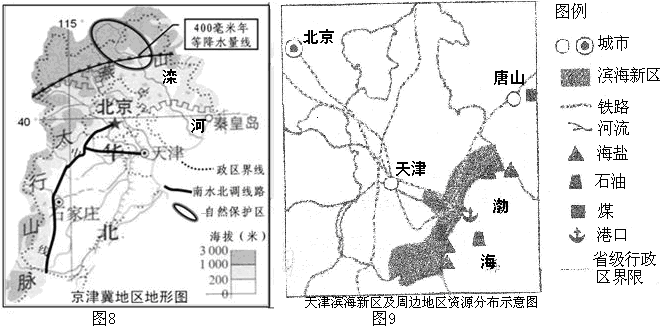 115
400毫米年
等降水量线
燕
山
滦
北京
40
河
秦皇岛
太
华
天津
行
石家庄
山
北
脉
政区界线
南水北调线路
自然保护区
海拔（米）
3 000
1 000
200
0
京津冀地区地形图
图8
北京
唐山
天津
渤
海
天津滨海新区及周边地区资源分布示意图
图9
图例
城市
滨海新区
铁路
河流
海盐
石油
煤
港口
省级行政
区界限